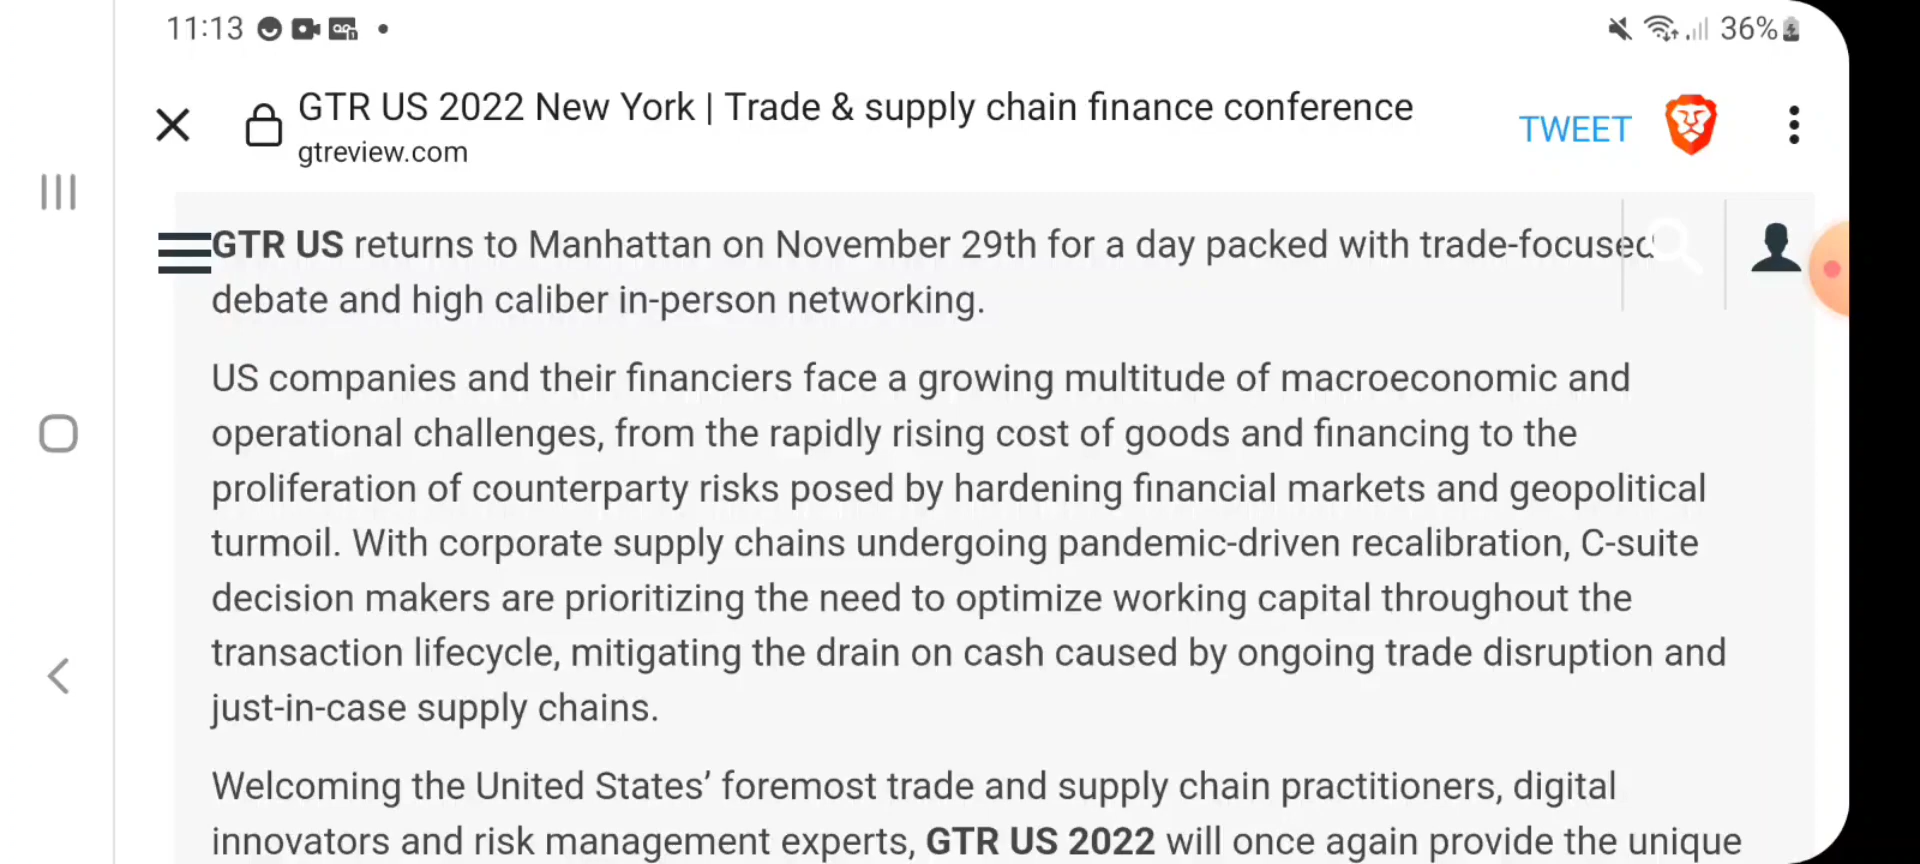 11:13
36%
GTR US 2022 New York | Trade & supply chain finance conference
gtreview.com
TWEET
GTR US returns to Manhattan on November 29th for a day packed with trade-focused
debate and high caliber in-person networking.
US companies and their financiers face a growing multitude of macroeconomic and
operational challenges, from the rapidly rising cost of goods and financing to the
proliferation of counterparty risks posed by hardening financial markets and geopolitical
turmoil. With corporate supply chains undergoing pandemic-driven recalibration, C-suite
decision makers are prioritizing the need to optimize working capital throughout the
transaction lifecycle, mitigating the drain on cash caused by ongoing trade disruption and
just-in-case supply chains.
Welcoming the United States’ foremost trade and supply chain practitioners, digital
innovators and risk management experts, GTR US 2022 will once again provide the unique